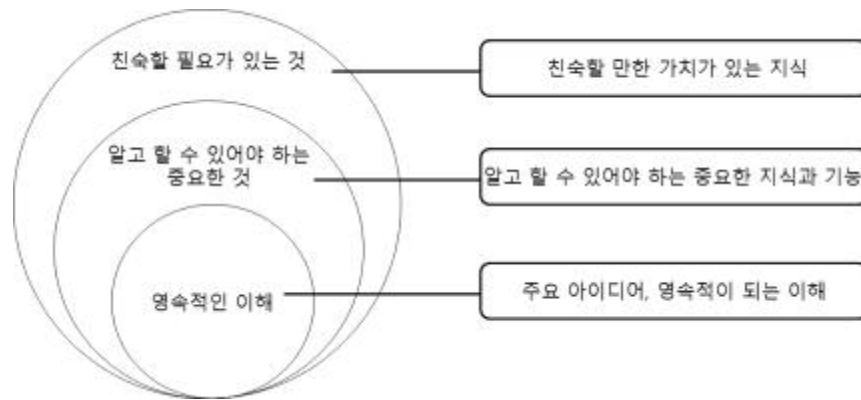 친숙할 필요가 있는 것
친숙할 만한 가치가 있는 지식
알고 할 수 있어야 하는
중요한 것
알고 할 수 있어야 하는 중요한 지식과 기능
영속적인 이해
주요 아이디어, 영속적이 되는 이해